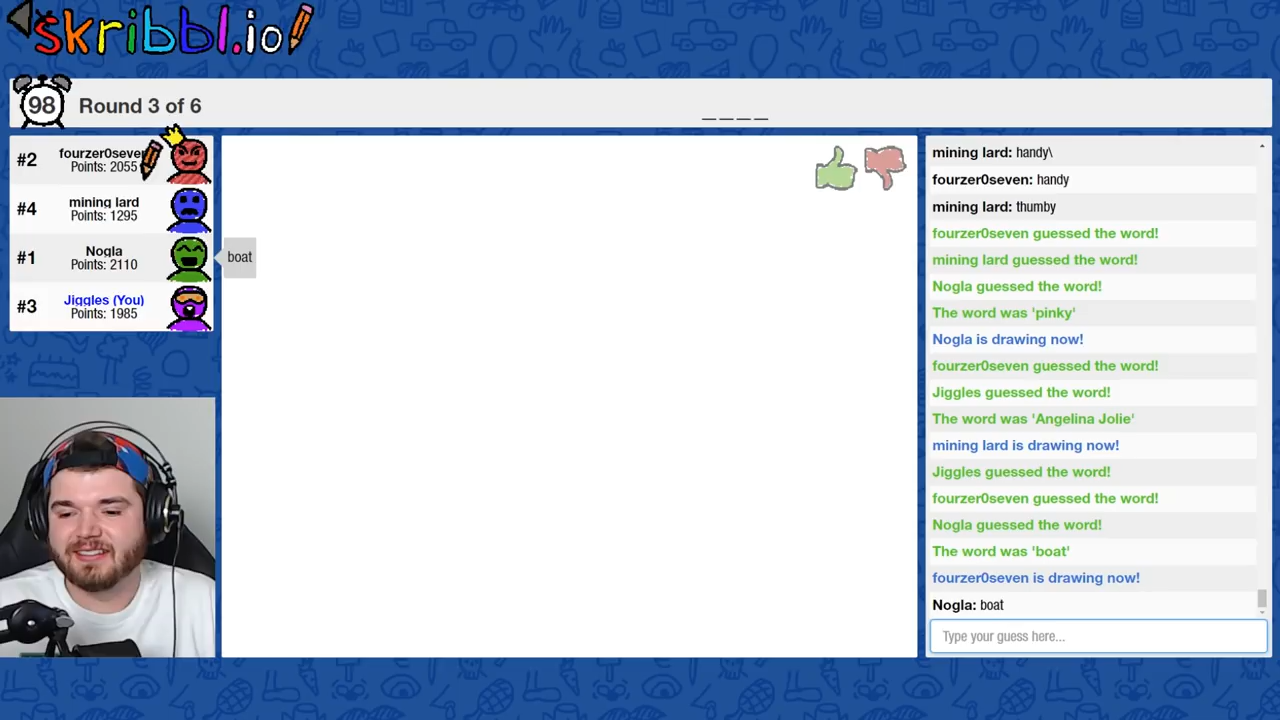 skribbl.io
98
Round 3 of 6
____
#2
fourzer0seven
Points: 2055
#4
mining lard
Points: 1295
#1
Nogla
Points: 2110
boat
#3
Jiggles (You)
Points: 1985
mining lard: handy\
fourzer0seven: handy
mining lard: thumby
fourzer0seven guessed the word!
mining lard guessed the word!
Nogla guessed the word!
The word was 'pinky'
Nogla is drawing now!
fourzer0seven guessed the word!
Jiggles guessed the word!
The word was 'Angelina Jolie'
mining lard is drawing now!
Jiggles guessed the word!
fourzer0seven guessed the word!
Nogla guessed the word!
The word was 'boat'
fourzer0seven is drawing now!
Nogla: boat
Type your guess here...